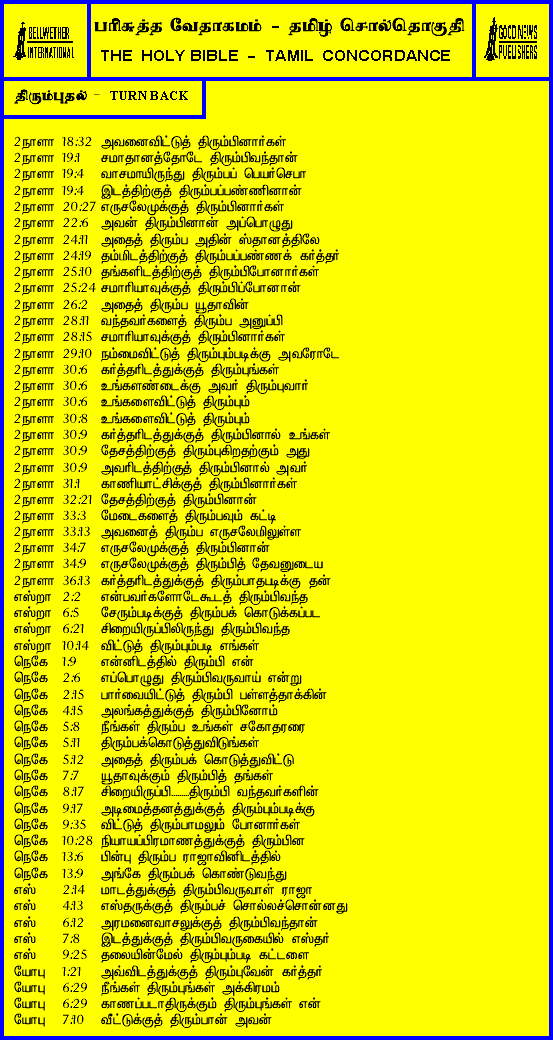 BELLWETHER
INTERNATIONAL
பரிசுத்த வேதாகமம் - தமிழ் சொல்தொகுதி
THE HOLY BIBLE - TAMIL CONCORDANCE
GOOD NEWS
PUBLISHERS
திரும்புதல் - TURN BACK
2நாளா 18:32 அவனைவிட்டுத் திரும்பினார்கள்
2நாளா 19:1 சமாதானத்தோடே திரும்பிவந்தான்
2நாளா 19:4 வாசமாயிருந்து திரும்பப் பெயர்செபா
2நாளா 19:4 இடத்திற்குத் திரும்பப்பண்ணினான்
2நாளா 20:27 எருசலேமுக்குத் திரும்பினார்கள்
2நாளா 22:6 அவன் திரும்பினான் அப்பொழுது
2நாளா 24:11 அதைத் திரும்ப அதின் ஸ்தானத்திலே
2நாளா 24:19 தம்மிடத்திற்குத் திரும்பப்பண்ணக் கர்த்தர்
2நாளா 25:10 தங்களிடத்திற்குத் திரும்பிபோனார்கள்
2நாளா 25:24 சமாரியாவுக்குத் திரும்பிப்போனான்
2நாளா 26:2 அதைத் திரும்ப யூதாவின்
2நாளா 28:11 வந்தவர்களைத் திரும்ப அனுப்பி
2நாளா 28:15 சமாரியாவுக்குத் திரும்பினார்கள்
2நாளா 29:10 நம்மைவிட்டுத் திரும்பும்படிக்கு அவரோடே
2நாளா 30:6 கர்த்தரிடத்துக்குத் திரும்புங்கள்
2நாளா 30:6 உங்களண்டைக்கு அவர் திரும்புவார்
2நாளா 30:6 உங்களைவிட்டுத் திரும்பும்
2நாளா 30:8 உங்களைவிட்டுத் திரும்பும்
2நாளா 30:9 கர்த்தரிடத்துக்குத் திரும்பினால் உங்கள்
2நாளா 30:9 தேசத்திற்குத் திரும்புகிறதற்கும் அது
2நாளா 30:9 அவரிடத்திற்குத் திரும்பினால் அவர்
2நாளா 31:1 காணியாட்சிக்குத் திரும்பினார்கள்
2நாளா 32:21 தேசத்திற்குத் திரும்பினான்
2நாளா 33:3 மேடைகளைத் திரும்பவும் கட்டி
2நாளா 33:13 அவனைத் திரும்ப எருசலேமிலுள்ள
2நாளா 34:7 எருசலேமுக்குத் திரும்பினான்
2நாளா 34:9 எருசலேமுக்குத் திரும்பித் தேவனுடைய
2நாளா 36:13 கர்த்தரிடத்துக்குத் திரும்பாதபடிக்கு தன்
எஸ்றா 2:2 என்பவர்களோடேகூடத் திரும்பிவந்த
எஸ்றா 6:5 சேரும்படிக்குத் திரும்பக் கொடுக்கப்பட
எஸ்றா 6:21 சிறையிருப்பிலிருந்து திரும்பிவந்த
எஸ்றா 10:14 விட்டுத் திரும்பும்படி எங்கள்
நெகே 1:9 என்னிடத்தில் திரும்பி என்
நெகே 2:6 எப்பொழுது திரும்பிவருவாய் என்று
நெகே 2:15 பார்வையிட்டுத் திரும்பி பள்ளத்தாக்கின்
நெகே 4:15 அலங்கத்துக்குத் திரும்பினோம்
நெகே 5:8 நீங்கள் திரும்ப உங்கள் சகோதரரை
நெகே 5:11 திரும்பக்கொடுத்துவிடுங்கள்
நெகே 5:12 அதைத் திரும்பக் கொடுத்துவிட்டு
நெகே 7:7 யூதாவுக்கும் திரும்பித் தங்கள்
நெகே 8:17 சிறையிருப்பி.......திரும்பி வந்தவர்களின்
நெகே 9:17 அடிமைத்தனத்துக்குத் திரும்பும்படிக்கு
நெகே 9:35 விட்டுத் திரும்பாமலும் போனார்கள்
நெகே 10:28 நியாயப்பிரமாணத்துக்குத் திரும்பின
நெகே 13:6 பின்பு திரும்ப ராஜாவினிடத்தில்
நெகே 13:9 அங்கே திரும்பக் கொண்டுவந்து
எஸ் 2:14 மாடத்துக்குத் திரும்பிவருவாள் ராஜா
எஸ் 4:13 எஸ்தருக்குத் திரும்பச் சொல்லச்சொன்னது
எஸ் 6:12 அரமனைவாசலுக்குத் திரும்பிவந்தான்
எஸ் 7:8 இடத்துக்குத் திரும்பிவருகையில் எஸ்தர்
எஸ் 9:25 தலையின்மேல் திரும்பும்படி கட்டளை
யோபு 1:21 அவ்விடத்துக்குத் திரும்புவேன் கர்த்தர்
யோபு 6:29 நீங்கள் திரும்புங்கள் அக்கிரமம்
யோபு 6:29 காணப்படாதிருக்கும் திரும்புங்கள் என்
யோபு 7:10 வீட்டுக்குத் திரும்பான் அவன்